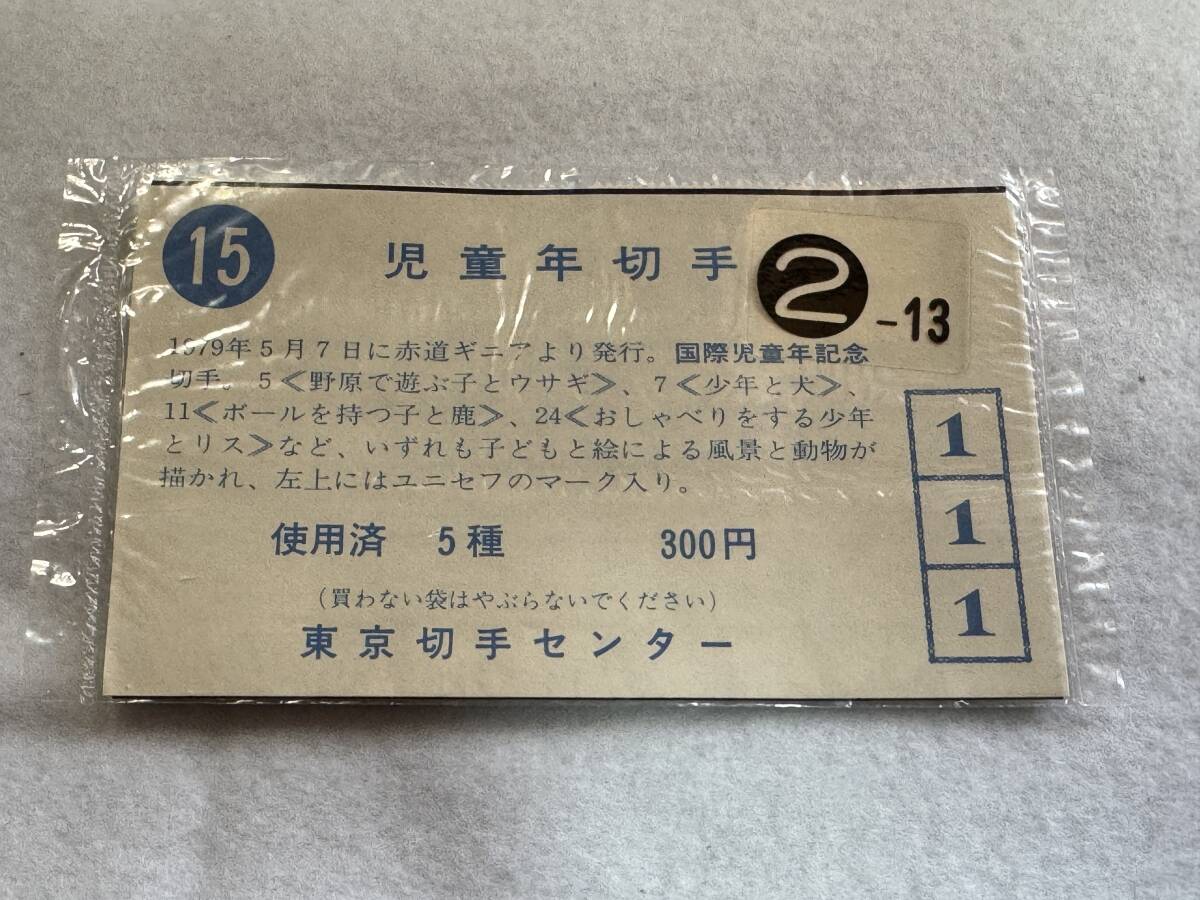 15 児童年切手 2 -13
1979年5月7日に赤道ギニアより発行。国際児童年記念
切手。5≪野原で遊ぶ子とウサギ≫、7≪少年と犬≫、
11≪ボールを持つ子と鹿≫、24≪おしゃべりをする少年
とリス≫など、いずれも子どもと絵による風景と動物が
描かれ、左上にはユニセフのマーク入り。
使用済 5種 300円
(買わない袋はやぶらないでください)
東京切手センター
1
1
1